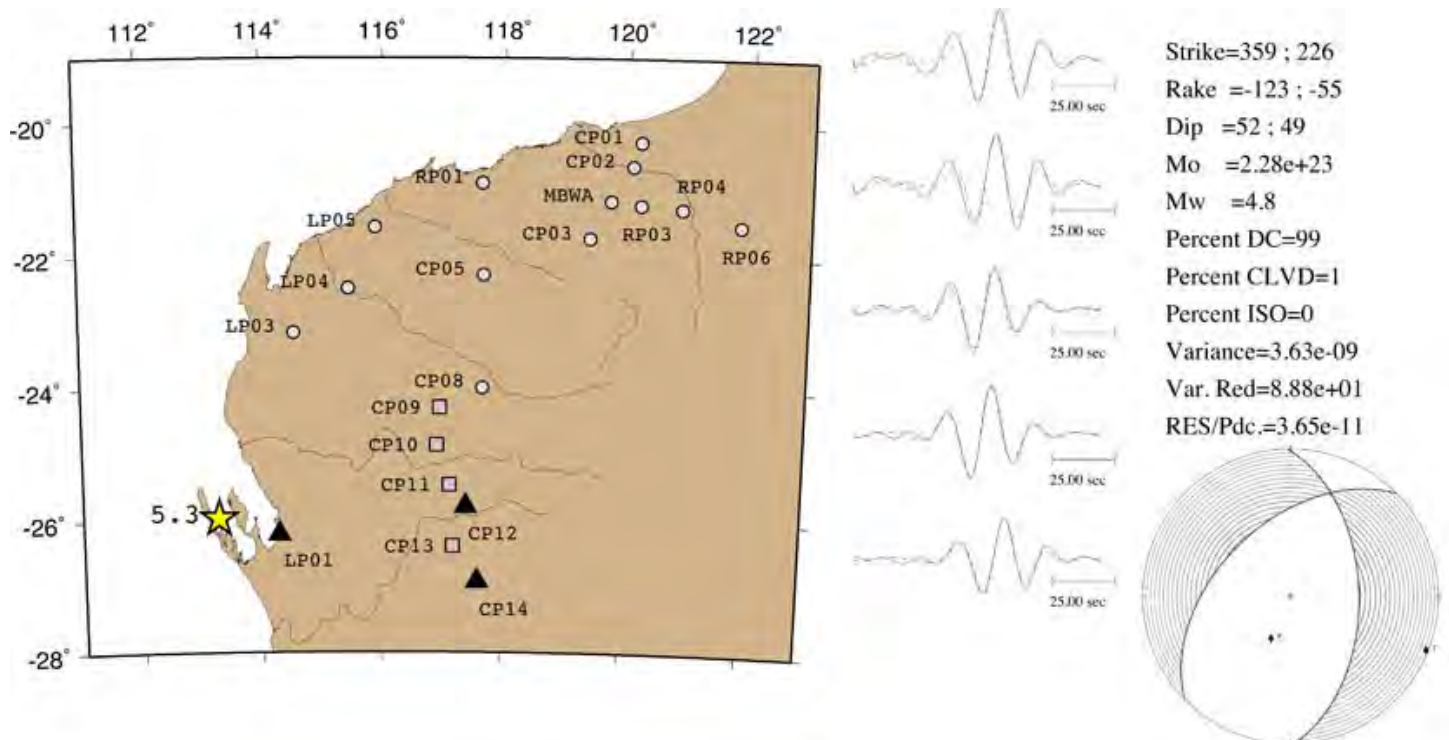 112° 114° 116° 118° 120° 122°
-20°
-22°
-24°
-26°
-28°
CP01
CP02
RP01
MBWA
RP04
LP05
CP03
RP03
RP06
CP05
LP04
LP03
CP08
CP09
CP10
CP11
5.3
CP12
CP13
LP01
CP14
25.00 sec
25.00 sec
25.00 sec
25.00 sec
25.00 sec
Strike=359 ; 226
Rake =-123 ; -55
Dip =52 ; 49
Mo =2.28e+23
Mw =4.8
Percent DC=99
Percent CLVD=1
Percent ISO=0
Variance=3.63e-09
Var. Red=8.88e+01
RES/Pdc.=3.65e-11